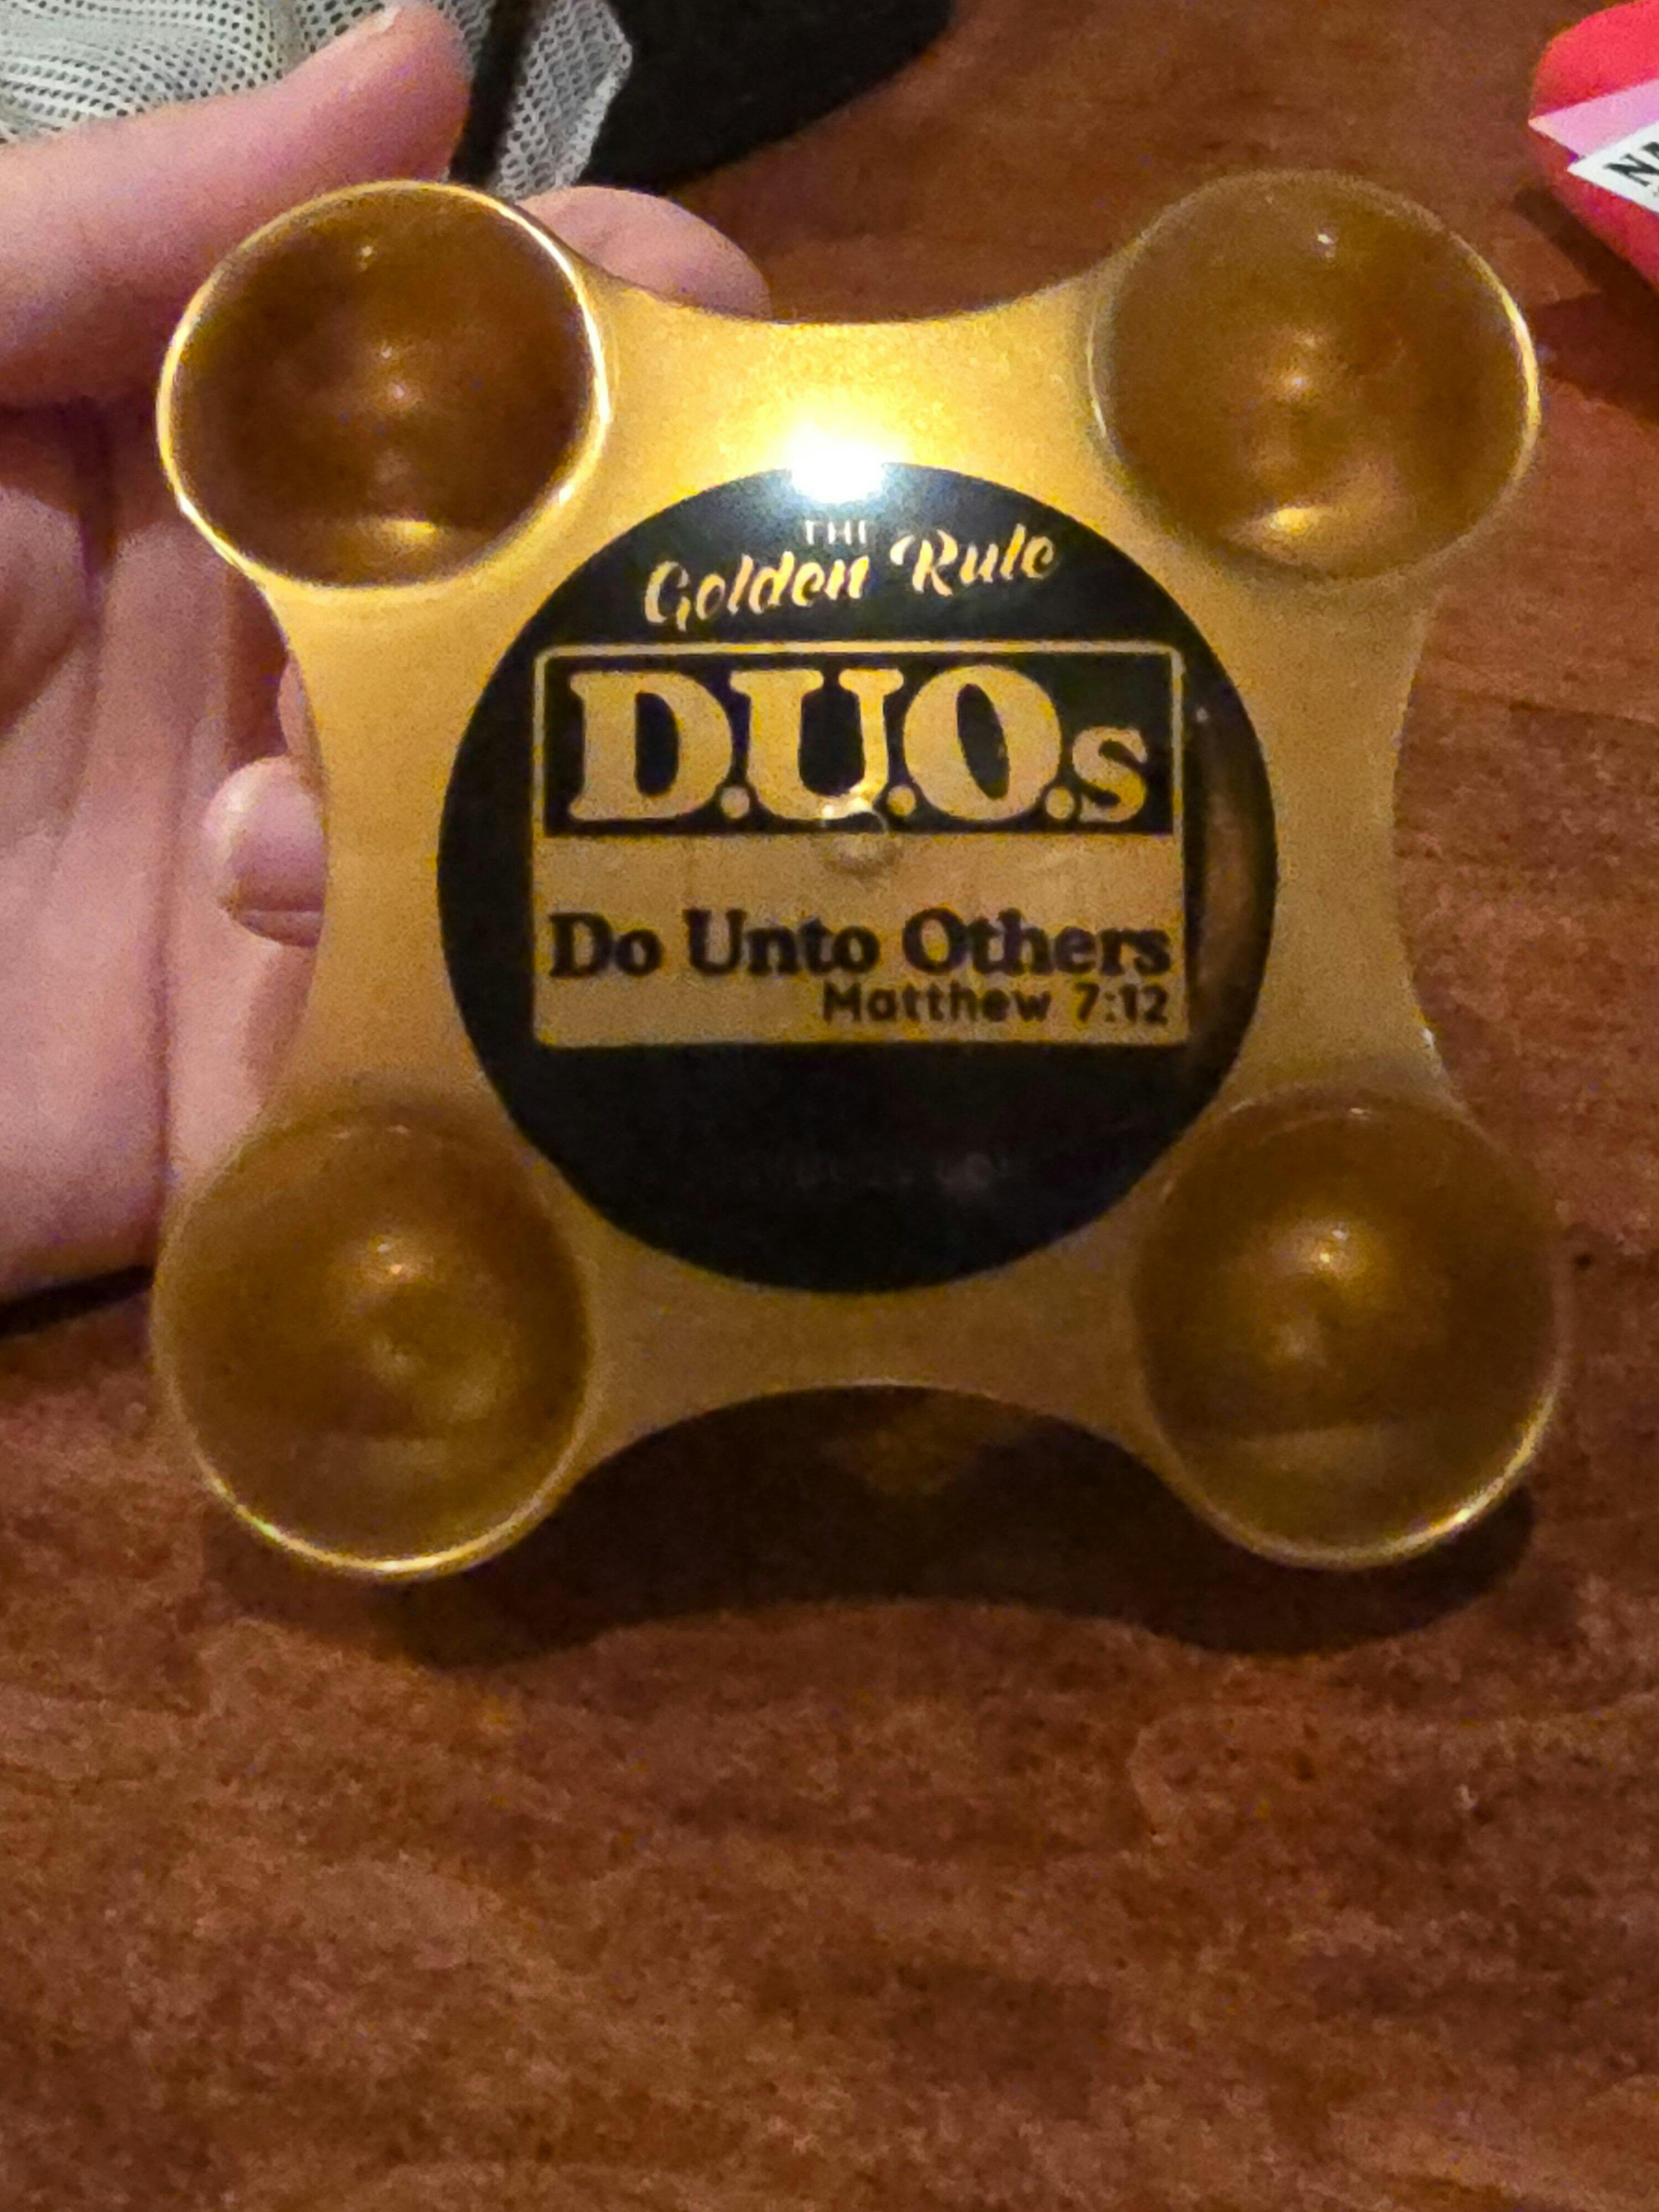 THE
Golden Rule
D.U.O.s
Do Unto Others
Matthew 7:12